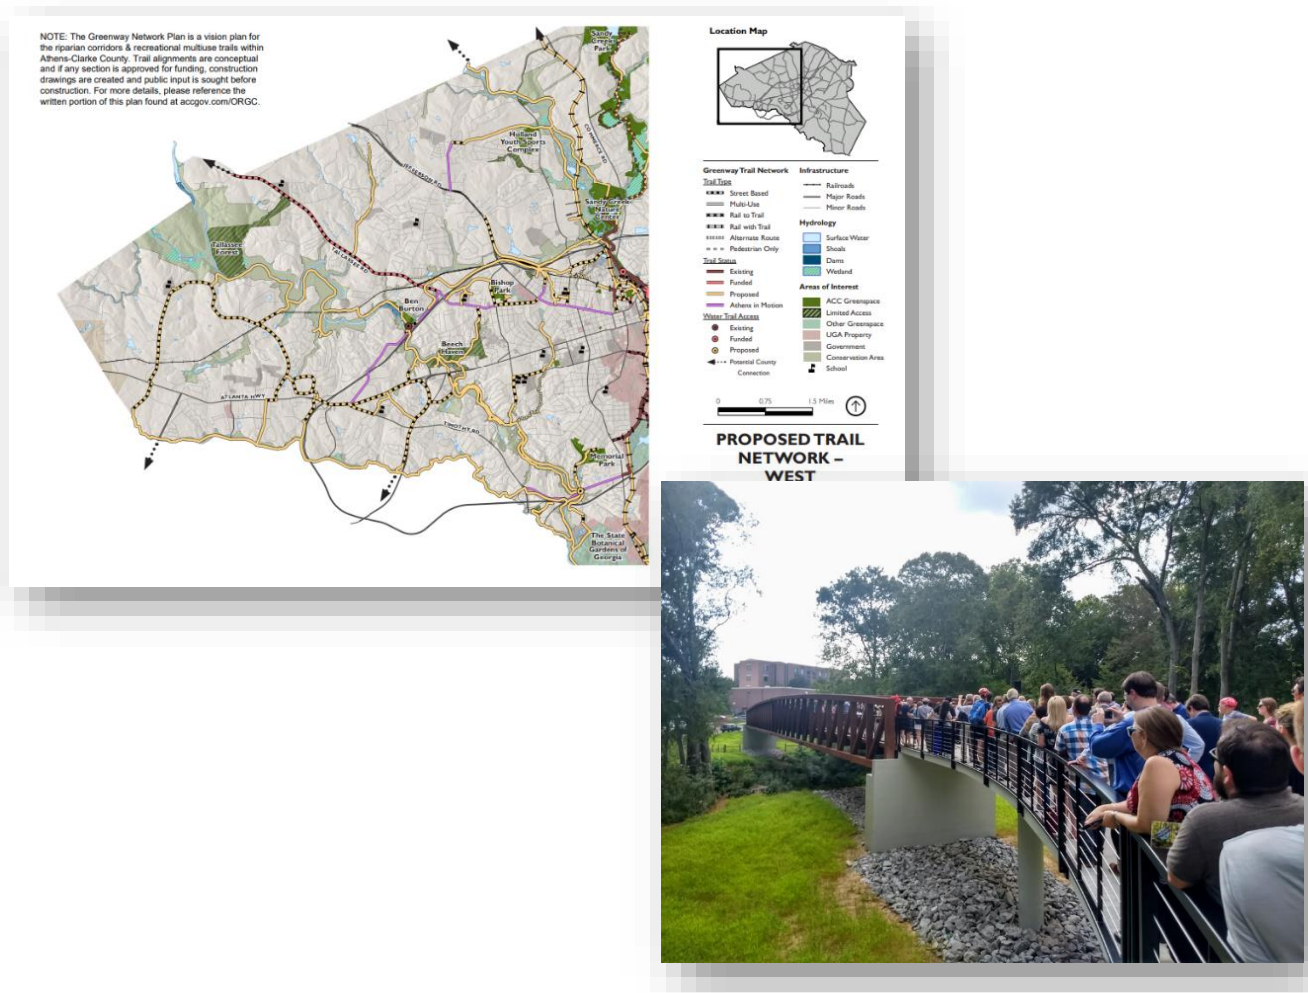 NOTE: The Greenway Network Plan is a vision plan for
the riparian corridors & recreational multiuse trails within
Athens-Clarke County. Trail alignments are conceptual
and if any section is approved for funding, construction
drawings are created and public input is sought before
construction. For more details, please reference the
written portion of this plan found at accgov.com/ORGC.
Sandy
Creek
Park
COMMERCE RD
Holland
Youth Sports
Complex
JEFFERSON RD
Sandy Creek
Nature
Center
Tallassee
Forest
TALLASSEE RD
Bishop
Park
Ben
Burton
Beech
Haven
ATLANTA HWY
TIMOTHY RD
Memorial
Park
The State
Botanical
Gardens of
Georgia
Location Map
Greenway Trail Network
Trail Type
Street Based
Multi-Use
Rail to Trail
Rail with Trail
Alternate Route
Pedestrian Only
Trail Status
Existing
Funded
Proposed
Athens in Motion
Water Trail Access
Existing
Funded
Proposed
Potential County
Connection
Infrastructure
Railroads
Major Roads
Minor Roads
Hydrology
Surface Water
Shoals
Dams
Wetland
Areas of Interest
ACC Greenspace
Limited Access
Other Greenspace
UGA Property
Government
Conservation Area
School
0 0.75 1.5 Miles
PROPOSED TRAIL
NETWORK –
WEST